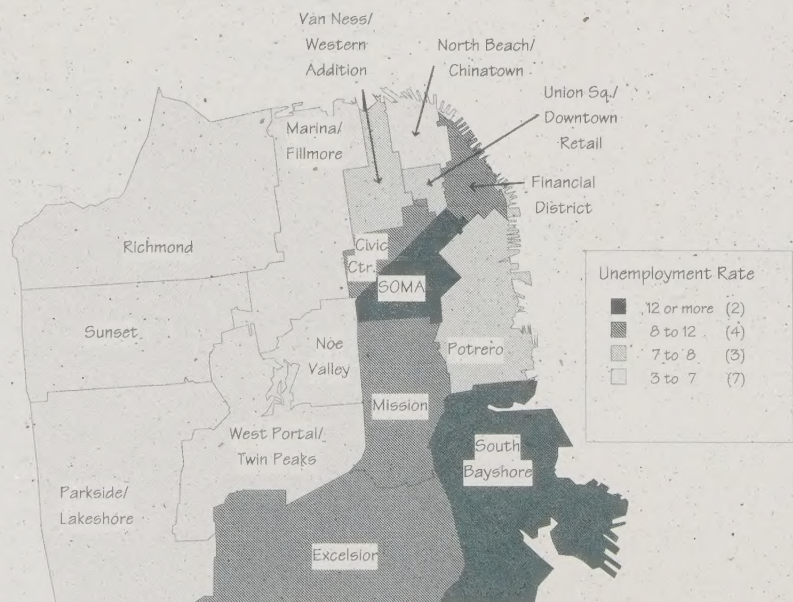 Van Ness/
Western
Addition
North Beach/
Chinatown
Union Sq./
Downtown
Retail
Marina/
Fillmore
Financial
District
Richmond
Civic
Ctr.
SOMA
Unemployment Rate
12 or more (2)
8 to 12 (4)
7 to 8 (3)
3 to 7 (7)
Sunset
Noe
Valley
Potrero
Mission
West Portal/
Twin Peaks
South
Bayshore
Parkside/
Lakeshore
Excelsior